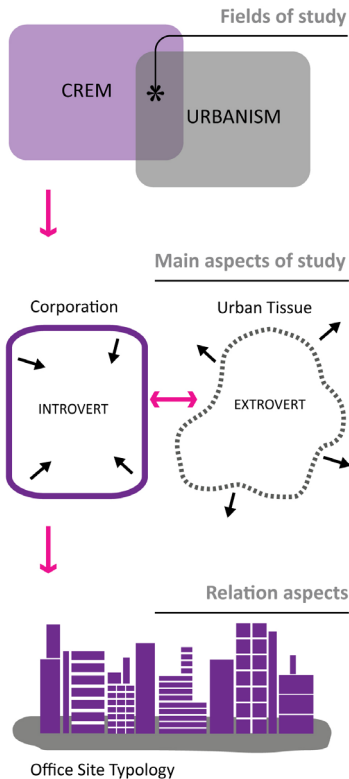 Fields of study
CREM
*
URBANISM
Main aspects of study
Corporation
Urban Tissue
INTROVERT
EXTROVERT
Relation aspects
Office Site Typology